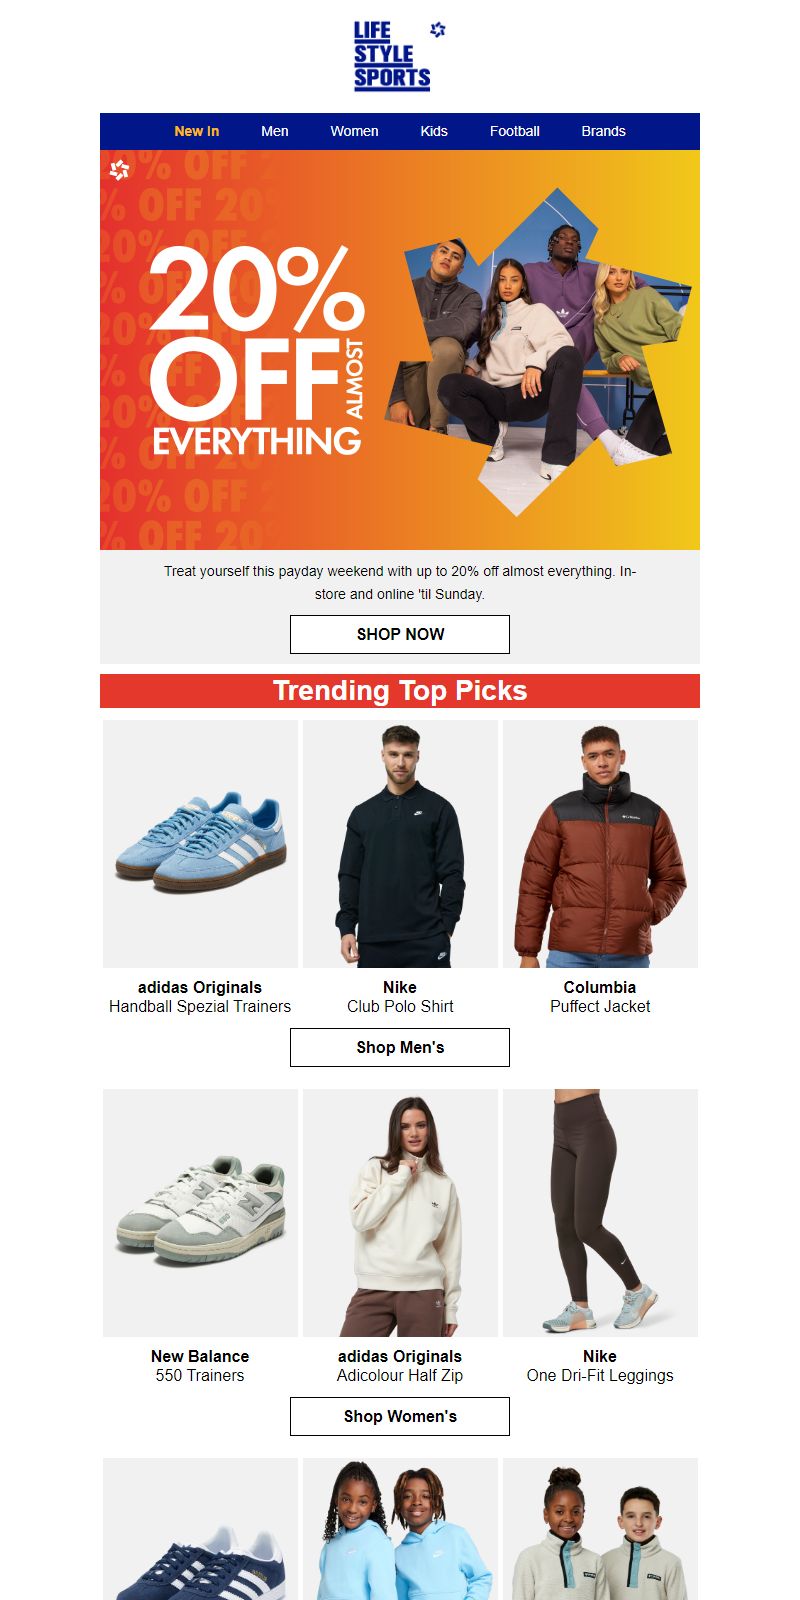 LIFE
STYLE
SPORTS
New In Men Women Kids Football Brands
20%
OFF
ALMOST
EVERYTHING
Treat yourself this payday weekend with up to 20% off almost everything. In-
store and online 'til Sunday.
SHOP NOW
Trending Top Picks
adidas Originals Nike Columbia
Handball Spezial Trainers Club Polo Shirt Puffect Jacket
Shop Men's
New Balance adidas Originals Nike
550 Trainers Adicolour Half Zip One Dri-Fit Leggings
Shop Women's